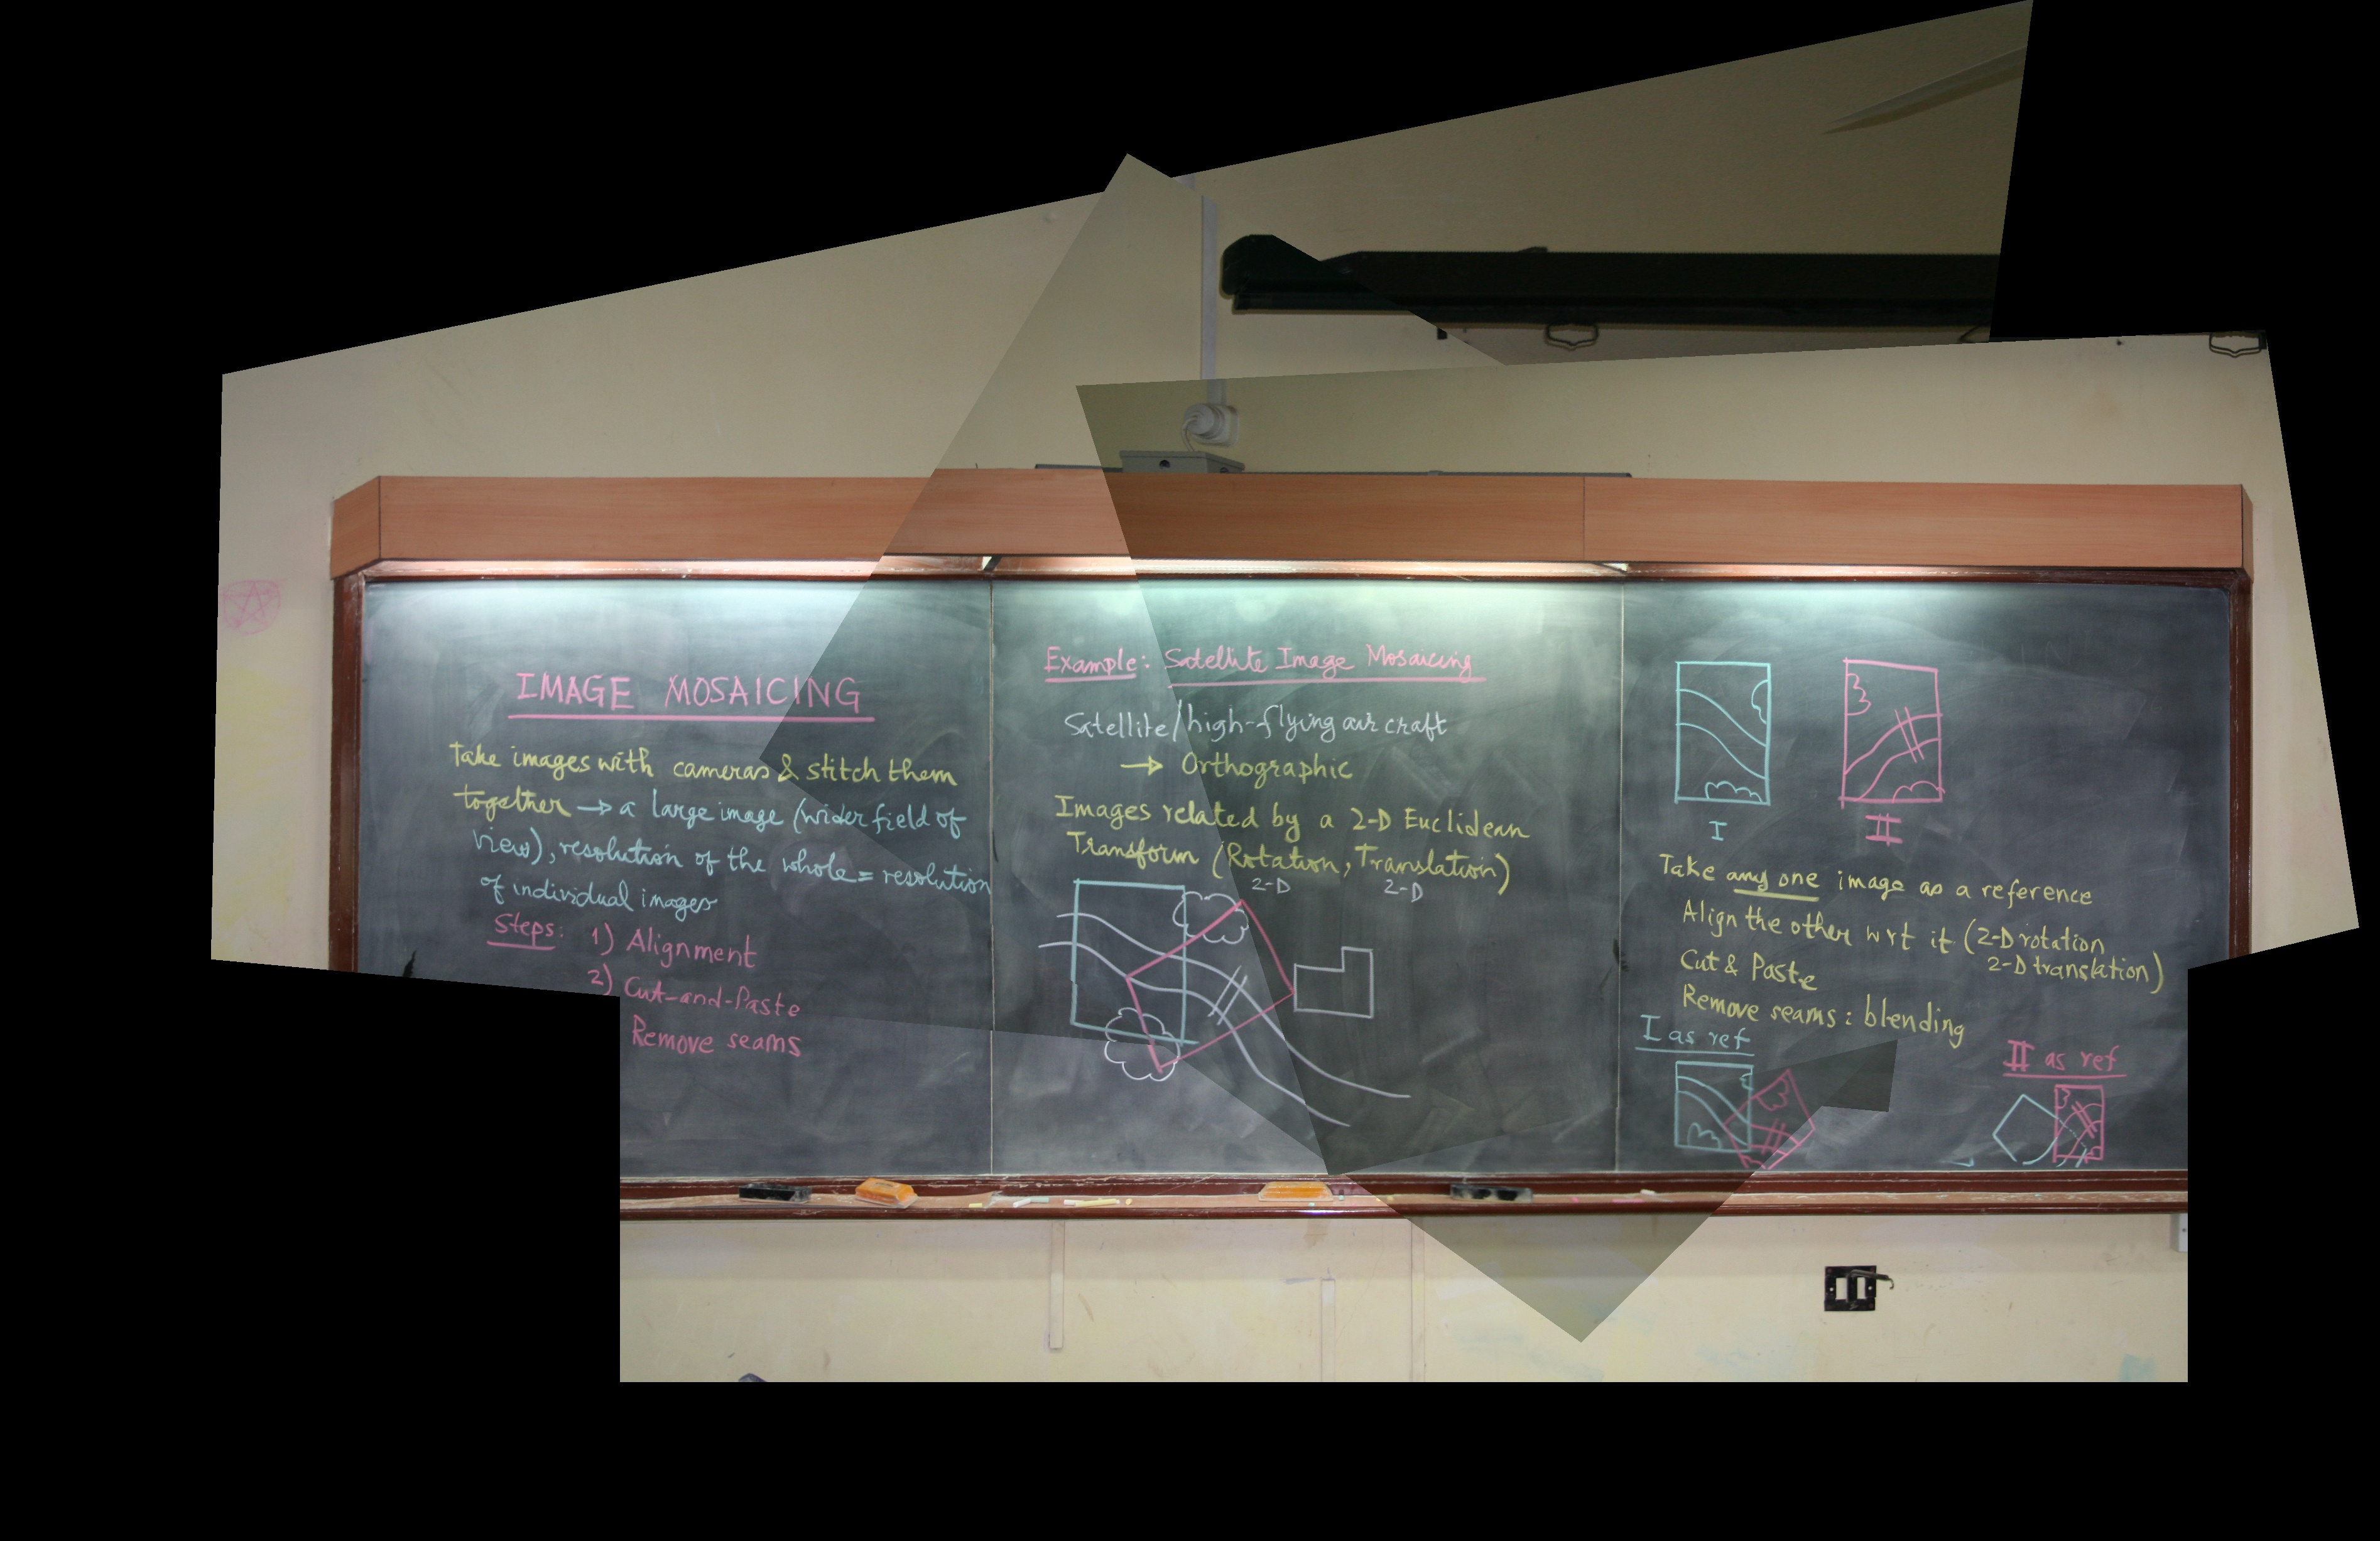 IMAGE MOSAICING
Take images with cameras & stitch them
together → a large image (wider field of
view), resolution of the whole = resolution
of individual images
Steps: 1) Alignment
2) Cut-and-Paste
Remove seams
Example: Satellite Image Mosaicing
Satellite/high-flying air craft
→ Orthographic
Images related by a 2-D Euclidean
Transform (Rotation, Translation)
2-D 2-D
I II
Take any one image as a reference
Align the other wrt it (2-D rotation
2-D translation)
Cut & Paste
Remove seams: blending
I as ref
II as ref